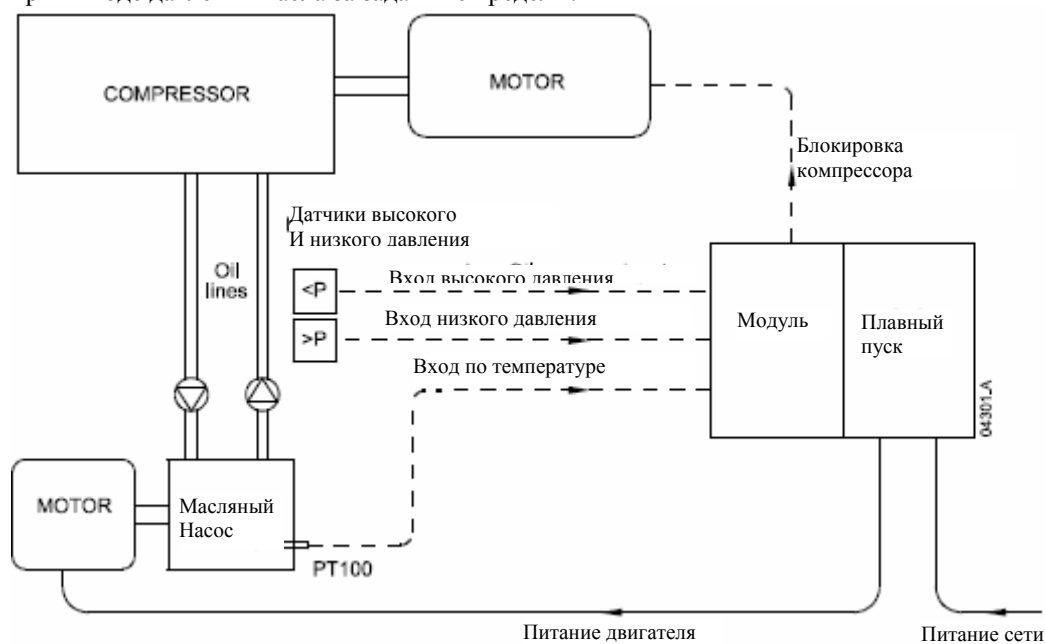 COMPRESSOR
MOTOR
Блокировка
компрессора
Датчики высокого
И низкого давления
Oil
lines
<P
Вход высокого давления
>P
Вход низкого давления
Вход по температуре
Модуль
Плавный
пуск
04301.A
MOTOR
Масляный
Насос
PT100
Питание двигателя
Питание сети